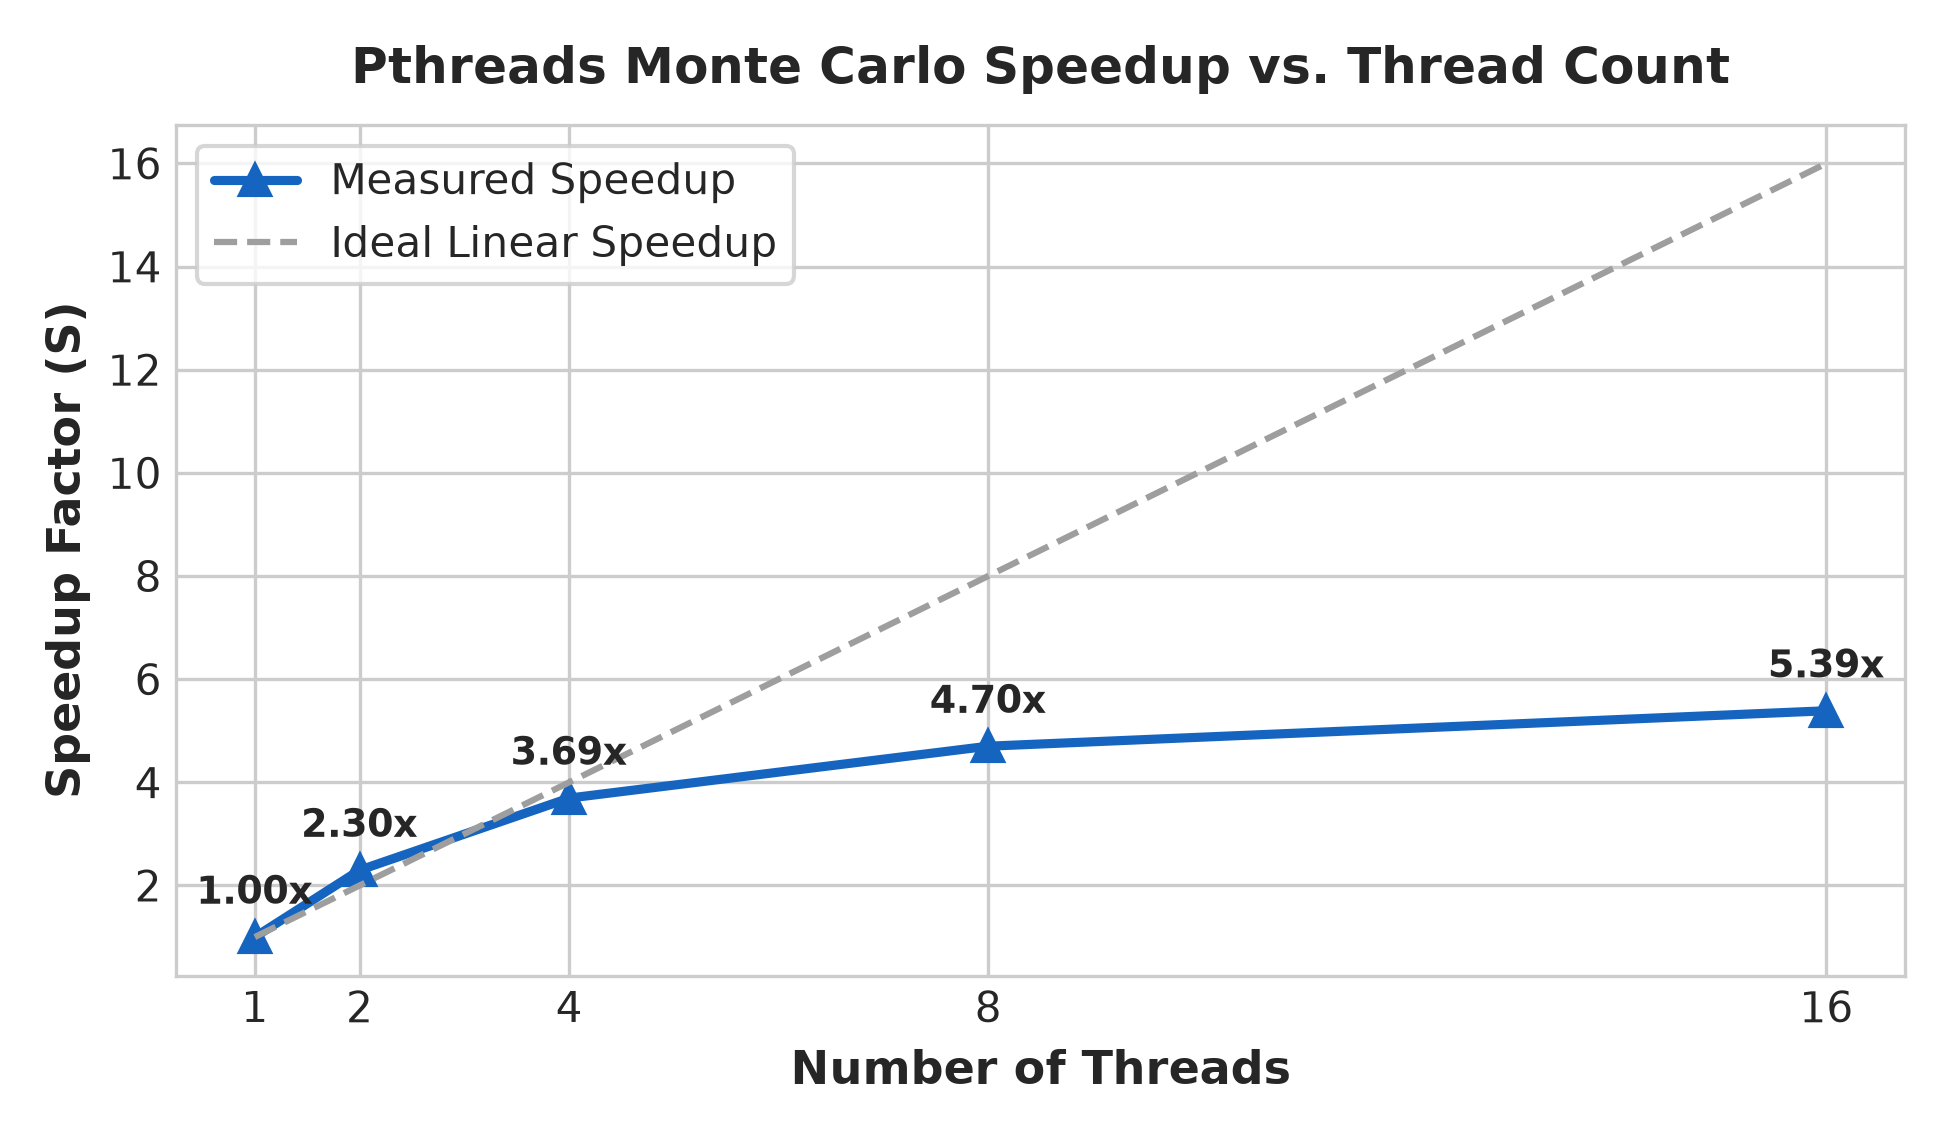 Pthreads Monte Carlo Speedup vs. Thread Count
Measured Speedup
Ideal Linear Speedup
Speedup Factor (S)
16
14
12
10
8
6
4
2
1.00x
2.30x
3.69x
4.70x
5.39x
1
2
4
8
16
Number of Threads